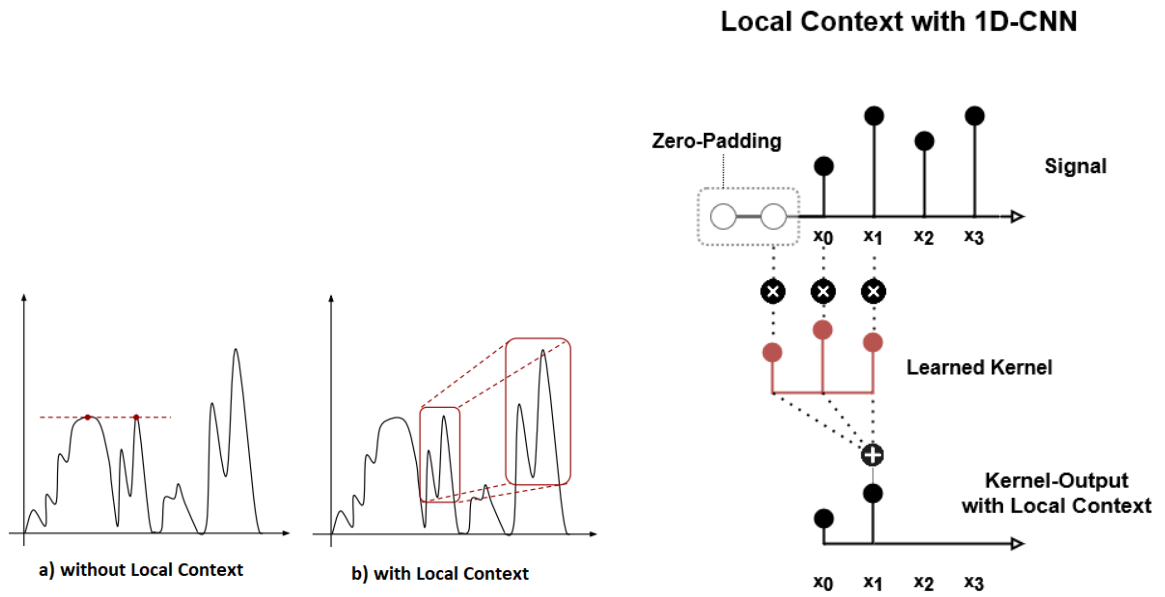 Local Context with 1D-CNN
Zero-Padding
Signal
x0 x1 x2 x3
Learned Kernel
Kernel-Output
with Local Context
x0 x1 x2 x3
a) without Local Context
b) with Local Context